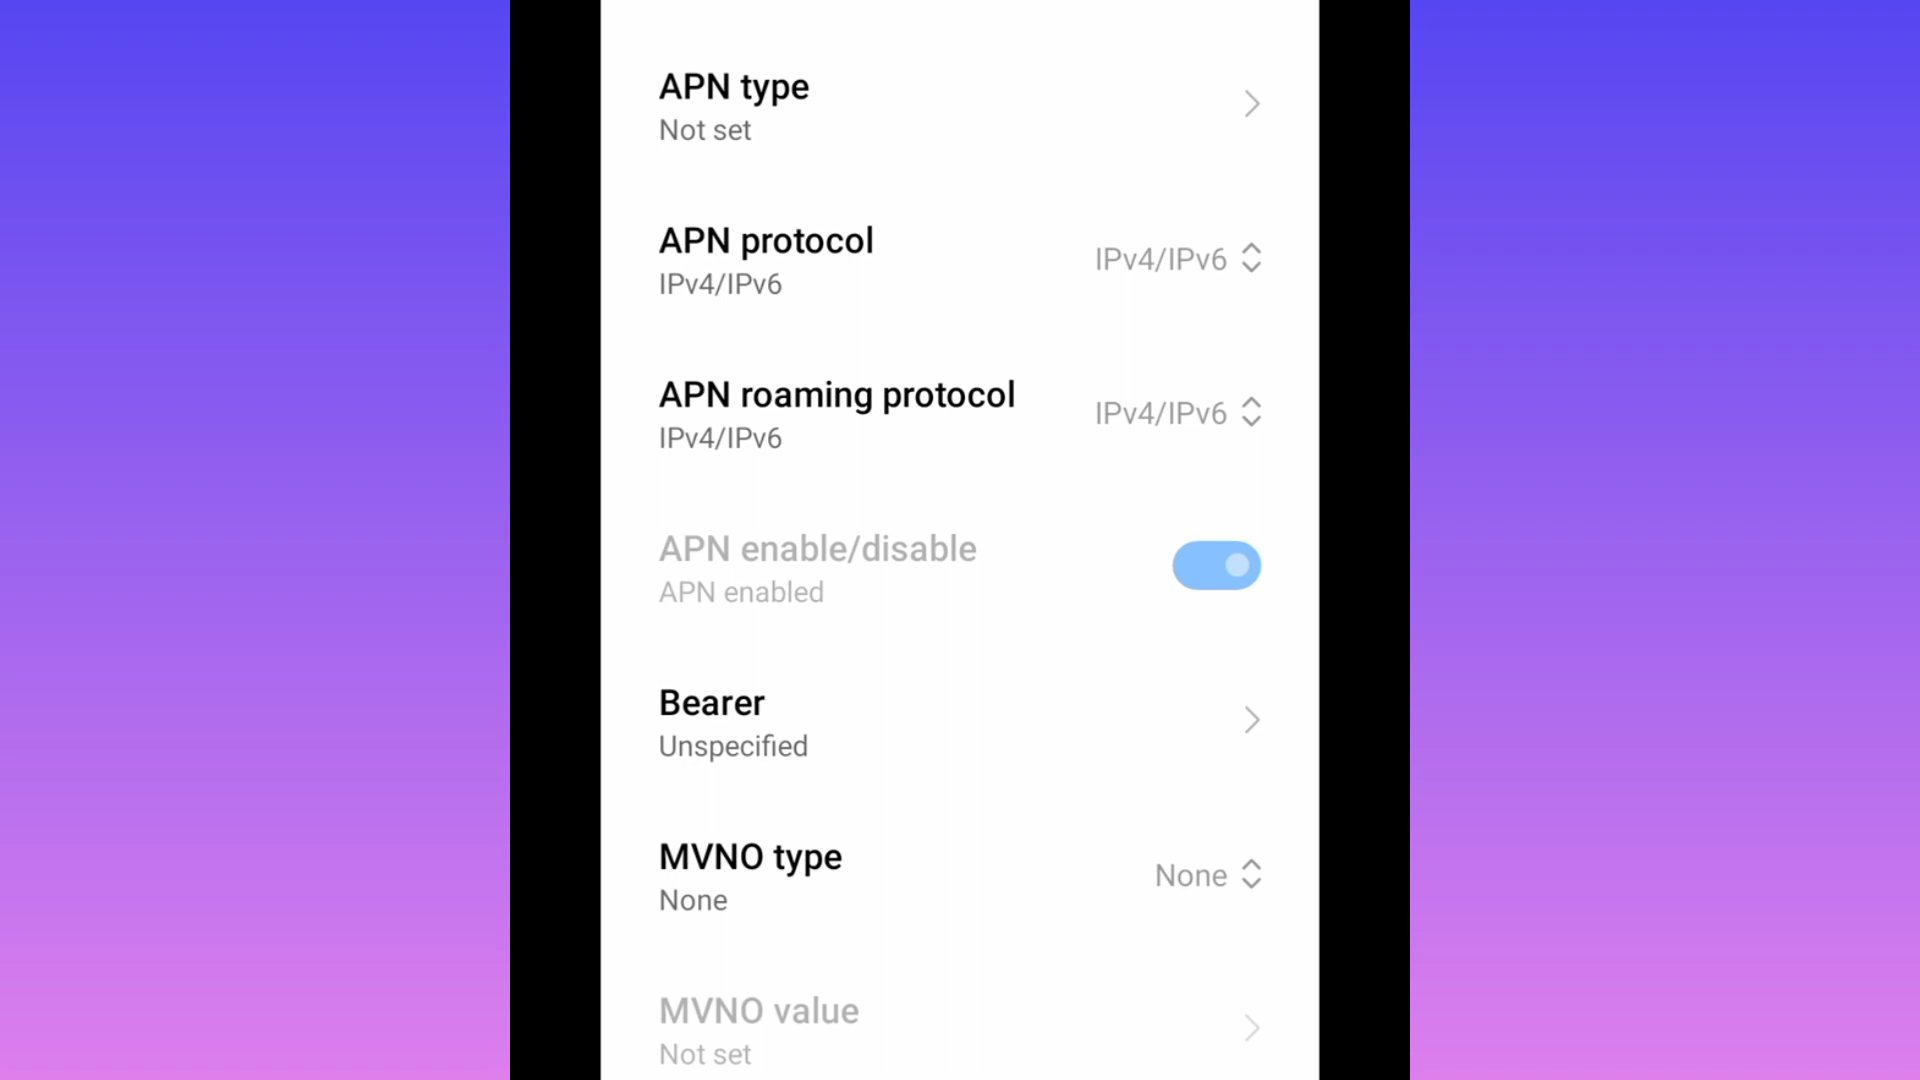 APN type
Not set
APN protocol
IPv4/IPv6
IPv4/IPv6
APN roaming protocol
IPv4/IPv6
IPv4/IPv6
APN enable/disable
APN enabled
Bearer
Unspecified
MVNO type
None
None
MVNO value
Not set